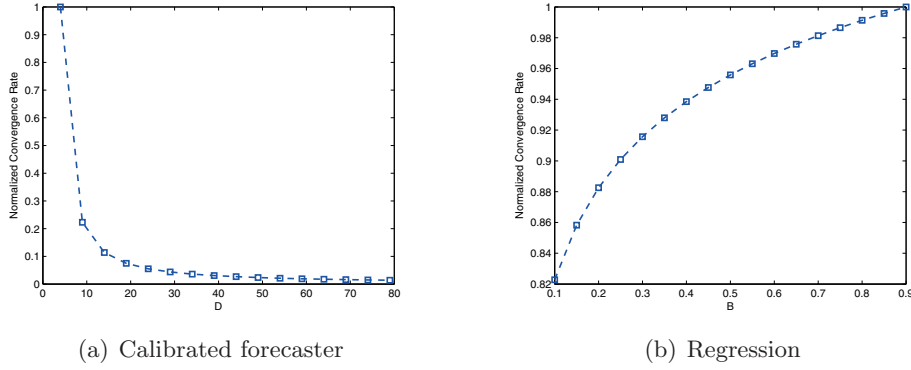 1
0.9
0.8
0.7
0.6
0.5
0.4
0.3
0.2
0.1
0
0 10 20 30 40 50 60 70 80
D
Normalized Convergence Rate
(a) Calibrated forecaster
1
0.98
0.96
0.94
0.92
0.9
0.88
0.86
0.84
0.82
0.1 0.2 0.3 0.4 0.5 0.6 0.7 0.8 0.9
B
Normalized Convergence Rate
(b) Regression